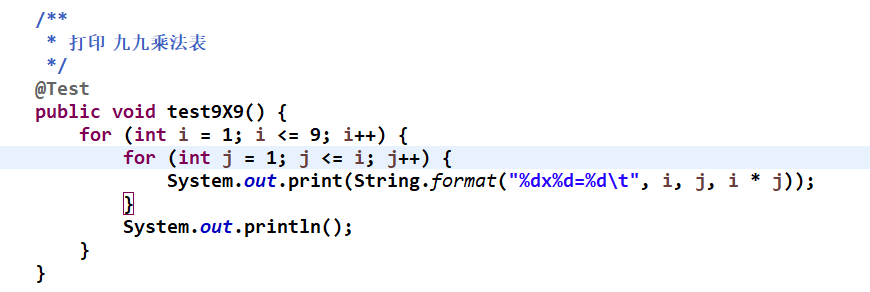 /**
 * 打印 九九乘法表
 */
@Test
public void test9X9() {
    for (int i = 1; i <= 9; i++) {
        for (int j = 1; j <= i; j++) {
            System.out.print(String.format("%dx%d=%d\t", i, j, i * j));
        }
        System.out.println();
    }
}